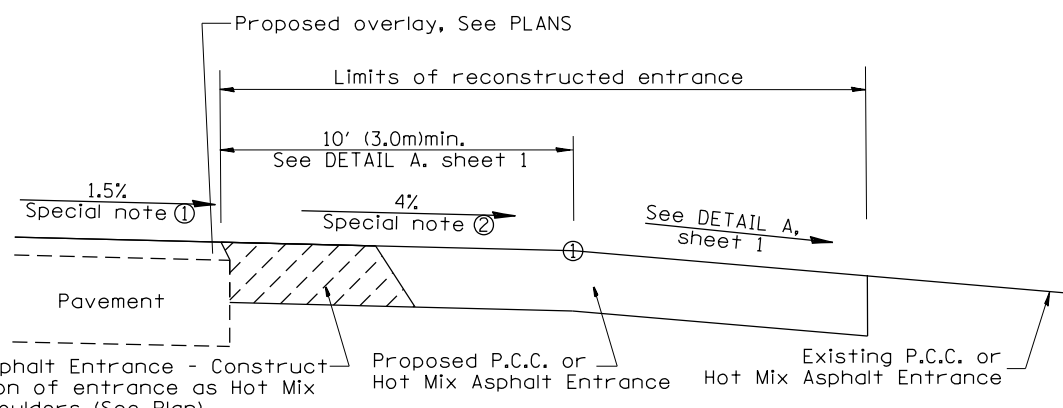 Proposed overlay, See PLANS
Limits of reconstructed entrance
10' (3.0m)min.
See DETAIL A. sheet 1
1.5%
Special note ①
4%
Special note ②
See DETAIL A,
sheet 1
①
Pavement
Asphalt Entrance - Construct
on of entrance as Hot Mix
oulders (See Plan)
Proposed P.C.C. or
Hot Mix Asphalt Entrance
Existing P.C.C. or
Hot Mix Asphalt Entrance